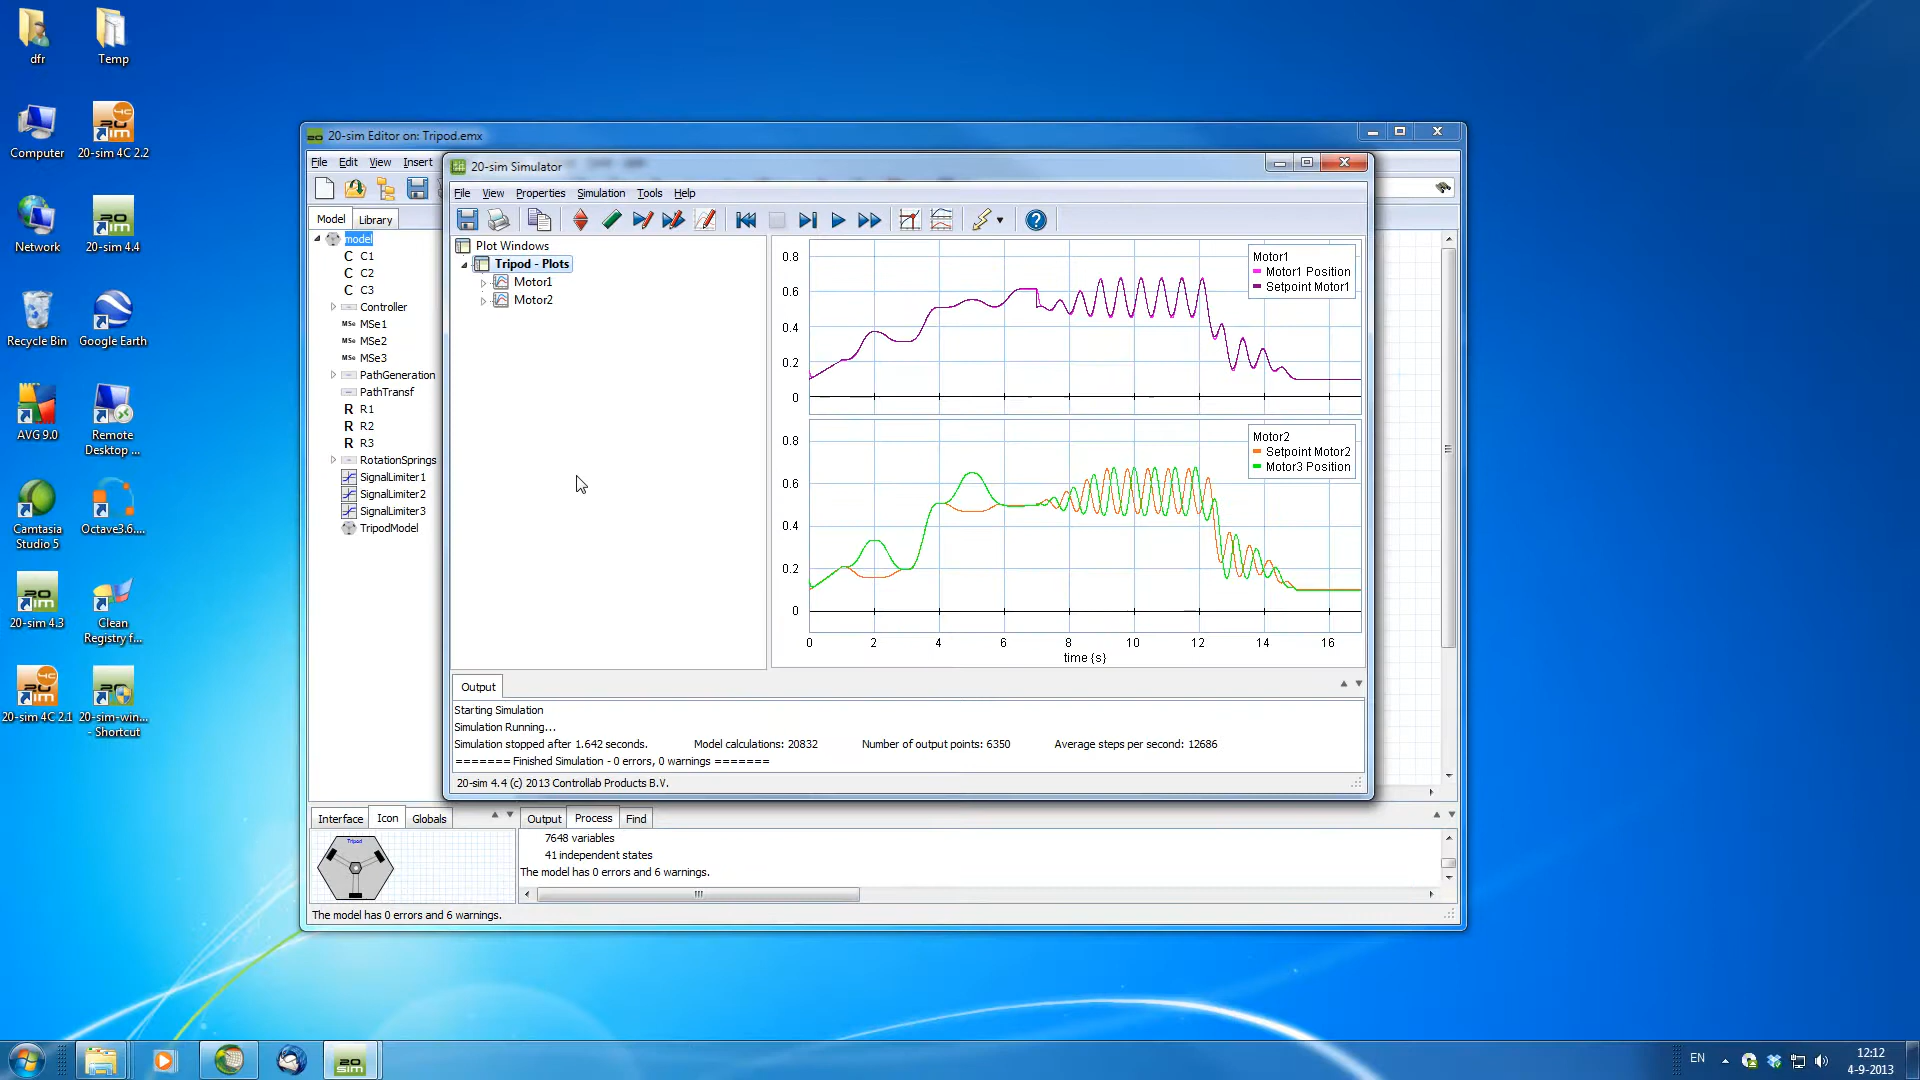 dfr
Temp
Computer
20-sim 4C 2.2
Network
20-sim 4.4
Recycle Bin
Google Earth
AVG 9.0
Remote
Desktop ...
Camtasia
Studio 5
Octave3.6....
20-sim 4.3
Clean
Registry f...
20-sim 4C 2.1
20-sim-win...
- Shortcut
20-sim Editor on: Tripod.emx
File Edit View Insert
Model Library
model
C C1
C C2
C C3
Controller
MSe MSe1
MSe MSe2
MSe MSe3
PathGeneration
PathTransf
R R1
R R2
R R3
RotationSprings
SignalLimiter1
SignalLimiter2
SignalLimiter3
TripodModel
20-sim Simulator
File View Properties Simulation Tools Help
Plot Windows
Tripod - Plots
Motor1
Motor2
0.8
0.6
0.4
0.2
0
Motor1
Motor1 Position
Setpoint Motor1
0.8
0.6
0.4
0.2
0
Motor2
Setpoint Motor2
Motor3 Position
0 2 4 6 8 10 12 14 16
time {s}
Output
Starting Simulation
Simulation Running...
Simulation stopped after 1.642 seconds. Model calculations: 20832 Number of output points: 6350 Average steps per second: 12686
======= Finished Simulation - 0 errors, 0 warnings =======
20-sim 4.4 (c) 2013 Controllab Products B.V.
Interface Icon Globals
Tripod
Output Process Find
7648 variables
41 independent states
The model has 0 errors and 6 warnings.
The model has 0 errors and 6 warnings.
20
sim
EN
12:12
4-9-2013